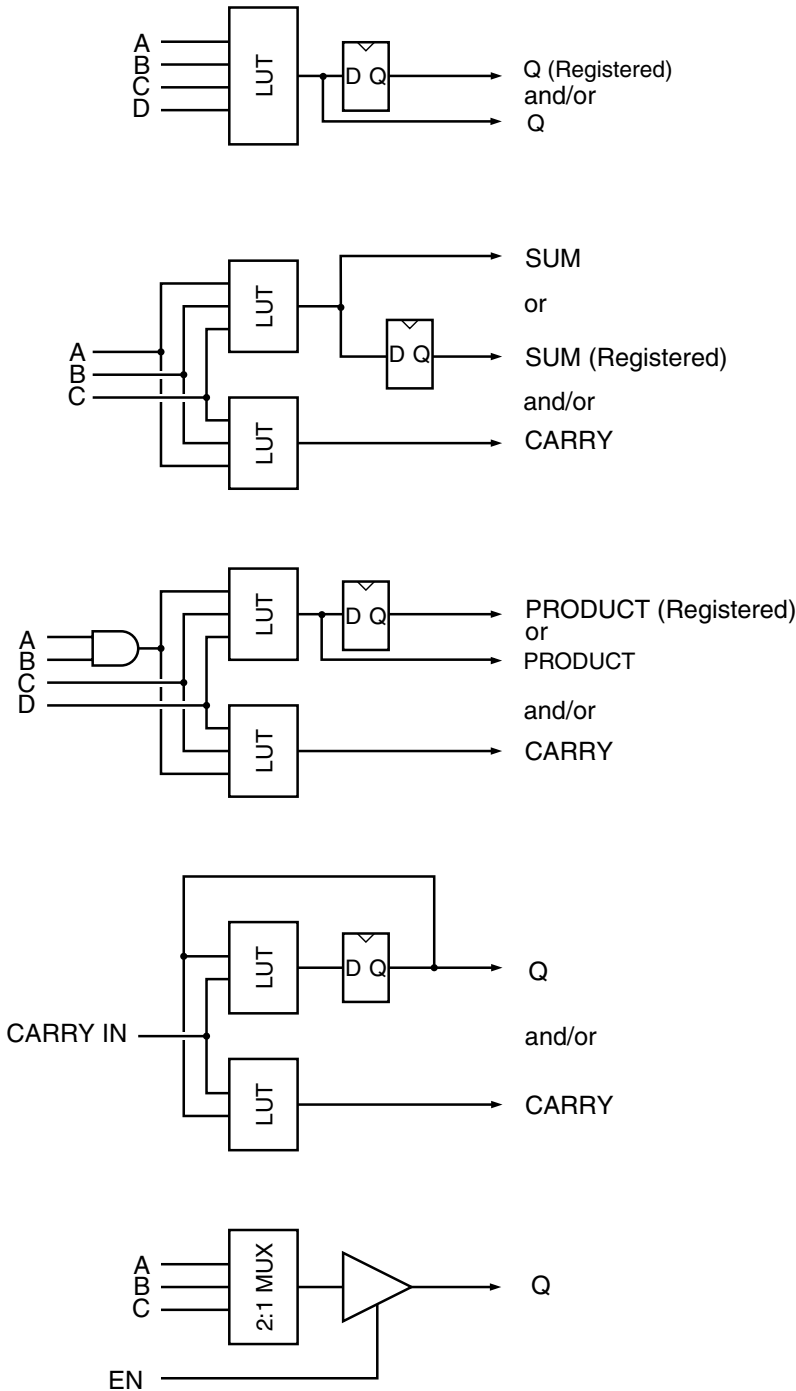 A
B
C
D
LUT
D Q
Q (Registered)
and/or
Q
A
B
C
LUT
LUT
D Q
SUM
or
SUM (Registered)
and/or
CARRY
A
B
C
D
LUT
LUT
D Q
PRODUCT (Registered)
or
PRODUCT
and/or
CARRY
CARRY IN
LUT
LUT
D Q
Q
and/or
CARRY
A
B
C
2:1 MUX
Q
EN